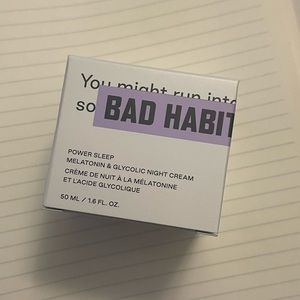 You might run into
so
BAD HABIT
POWER SLEEP
MELATONIN & GLYCOLIC NIGHT CREAM
CRÈME DE NUIT À LA MÉLATONINE
ET L'ACIDE GLYCOLIQUE
50 ML / 1.6 FL. OZ.